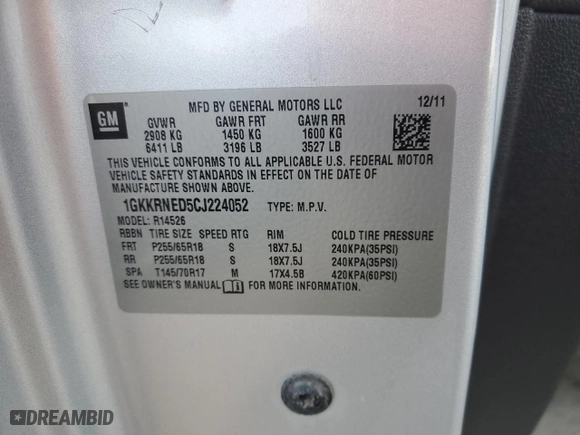 MFD BY GENERAL MOTORS LLC 12/11
GM
GVWR GAWR FRT GAWR RR
2908 KG 1450 KG 1600 KG
6411 LB 3196 LB 3527 LB
THIS VEHICLE CONFORMS TO ALL APPLICABLE U.S. FEDERAL MOTOR
VEHICLE SAFETY STANDARDS IN EFFECT ON THE DATE OF
MANUFACTURE SHOWN ABOVE.
1GKKRNED5CJ224052 TYPE: M.P.V.
MODEL: R14526
RBBN TIRE SIZE SPEED RTG RIM COLD TIRE PRESSURE
FRT P255/65R18 S 18X7.5J 240KPA(35PSI)
RR P255/65R18 S 18X7.5J 240KPA(35PSI)
SPA T145/70R17 M 17X4.5B 420KPA(60PSI)
SEE OWNER'S MANUAL FOR MORE INFORMATION.
DREAMBID